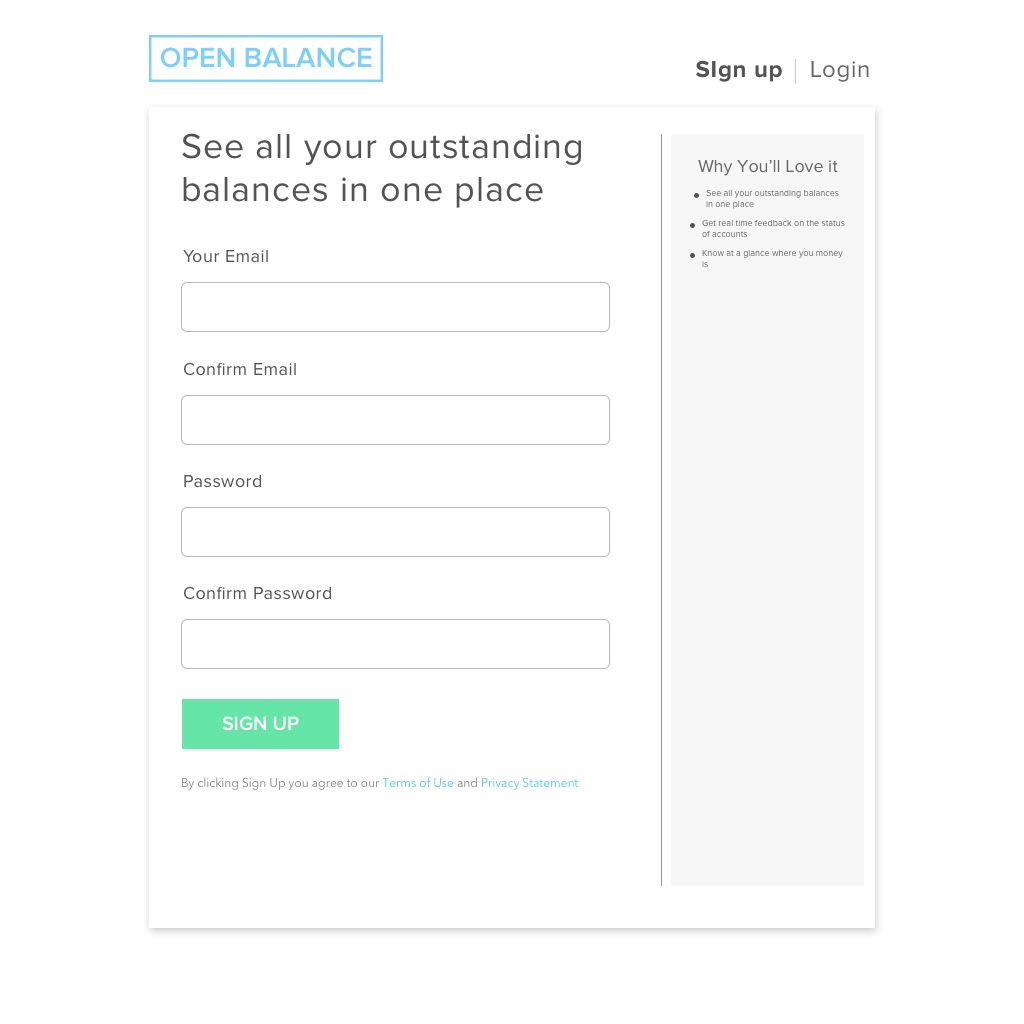 OPEN BALANCE
SIgn up
Login
See all your outstanding
balances in one place
Your Email
Confirm Email
Password
Confirm Password
SIGN UP
By clicking Sign Up you agree to our Terms of Use and Privacy Statement
Why You'll Love it
See all your outstanding balances
in one place
Get real time feedback on the status
of accounts
Know at a glance where you money
is